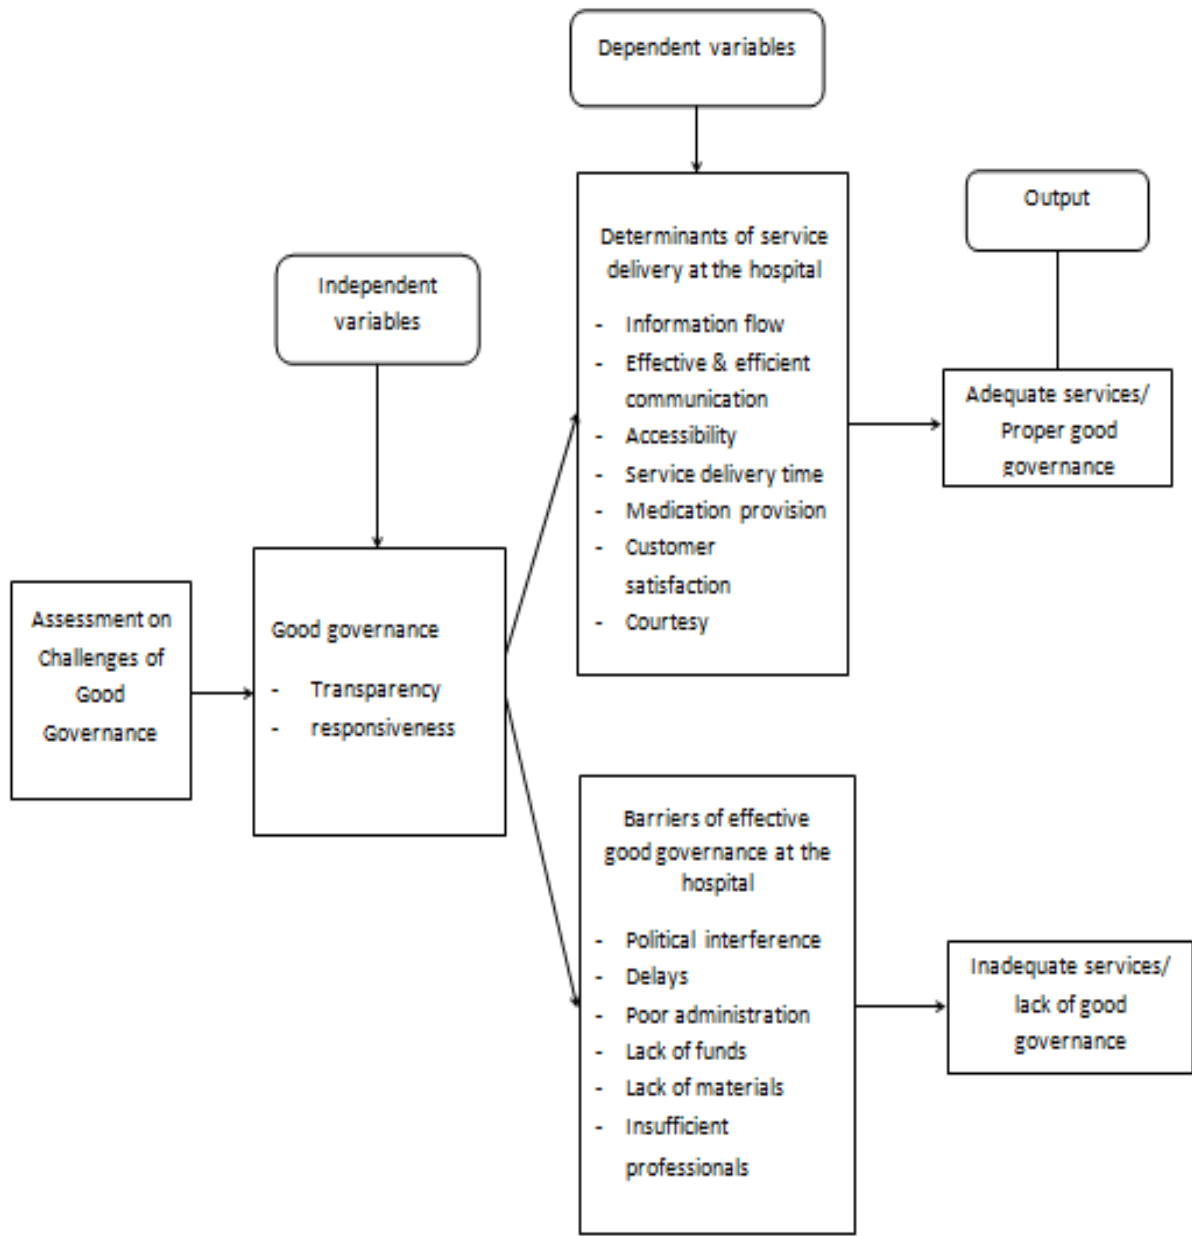 Dependent variables
Output
Independent
variables
Determinants of service
delivery at the hospital
- Information flow
- Effective & efficient
communication
- Accessibility
- Service delivery time
- Medication provision
- Customer
satisfaction
- Courtesy
Adequate services/
Proper good
governance
Assessment on
Challenges of
Good
Governance
Good governance
- Transparency
- responsiveness
Barriers of effective
good governance at the
hospital
- Political interference
- Delays
- Poor administration
- Lack of funds
- Lack of materials
- Insufficient
professionals
Inadequate services/
lack of good
governance